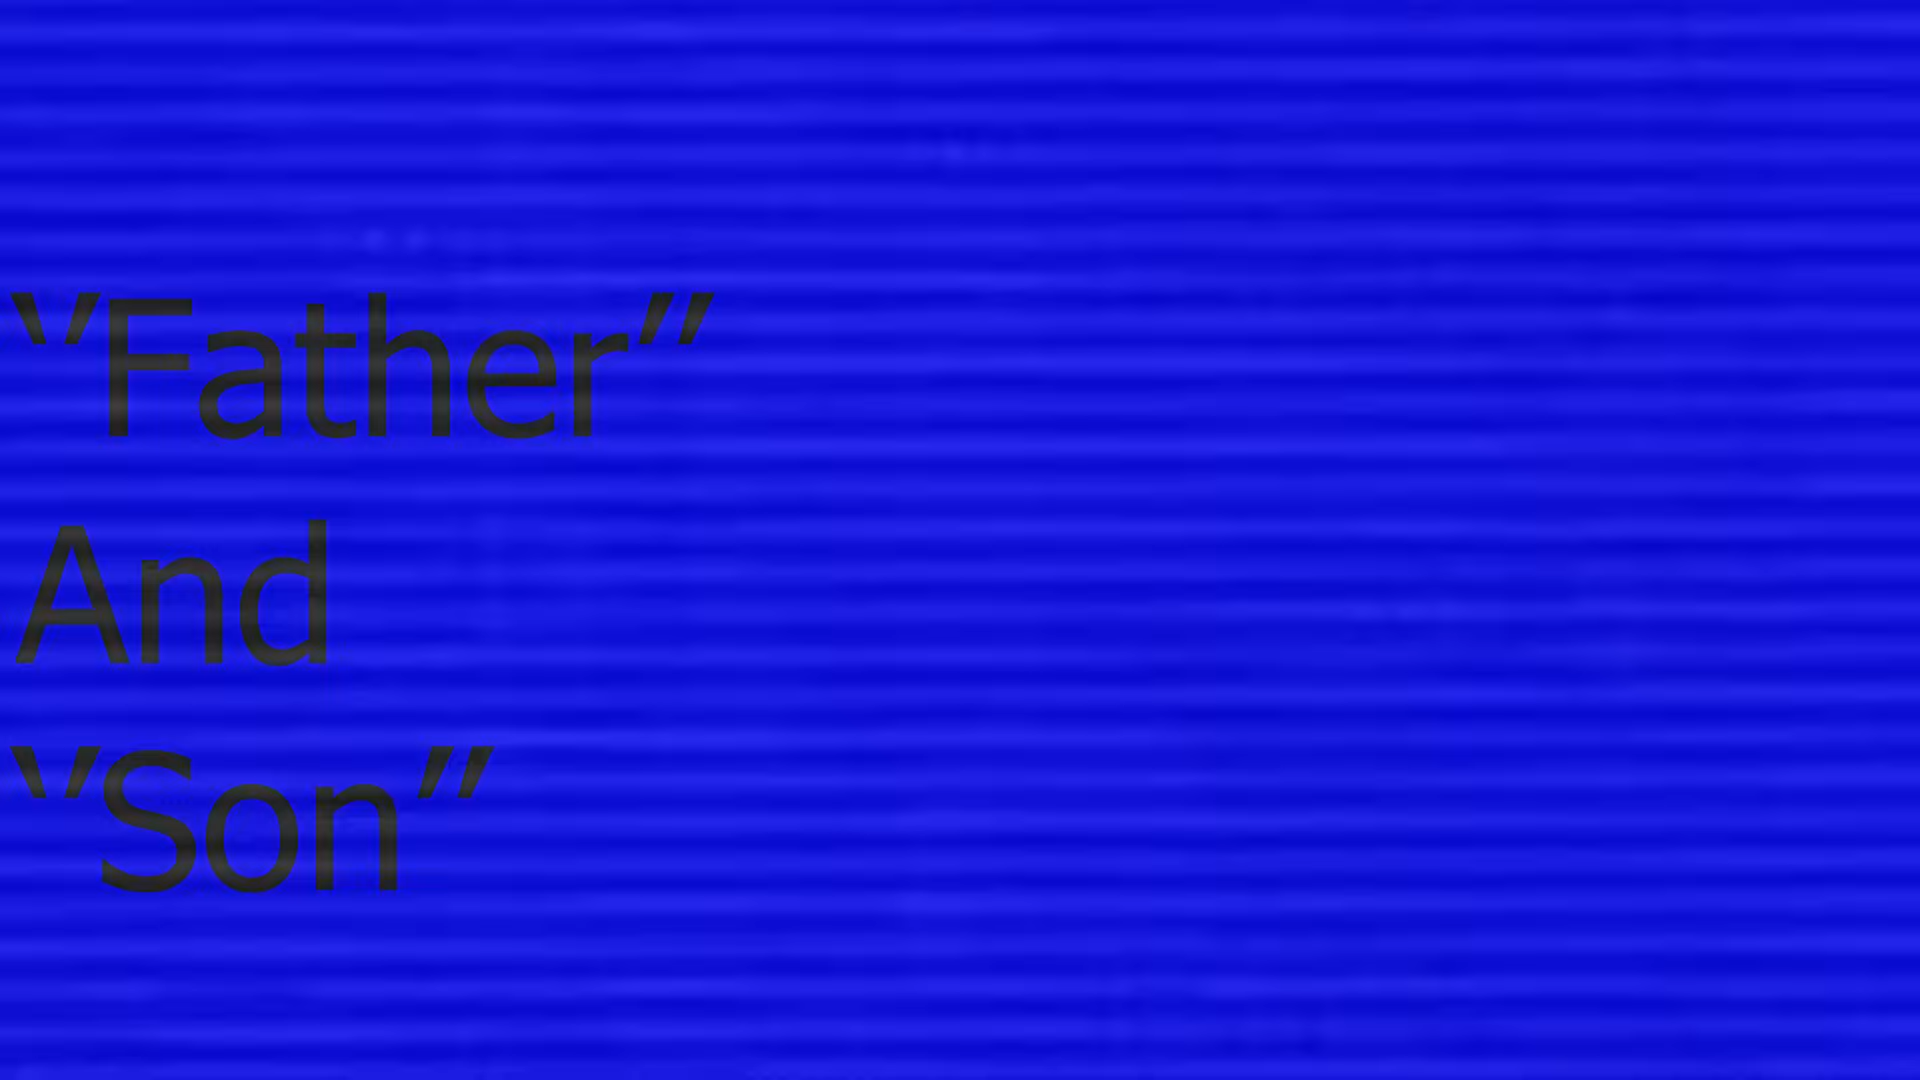 “Father”
And
“Son”